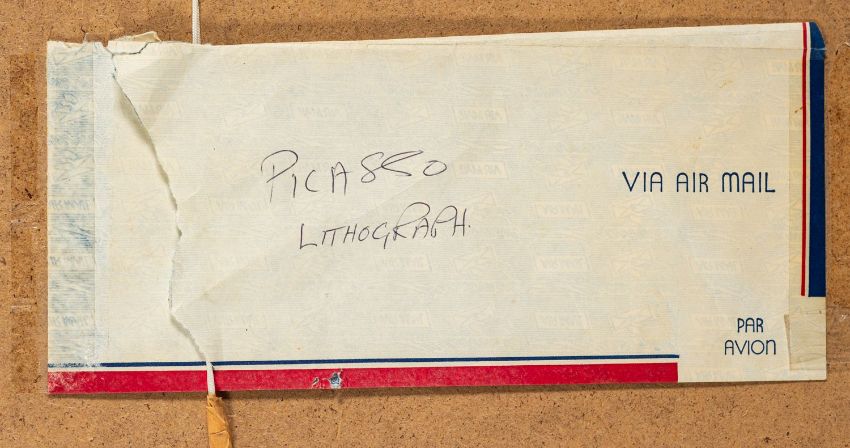 PICASSO
LITHOGRAPH.
VIA AIR MAIL
PAR
AVION